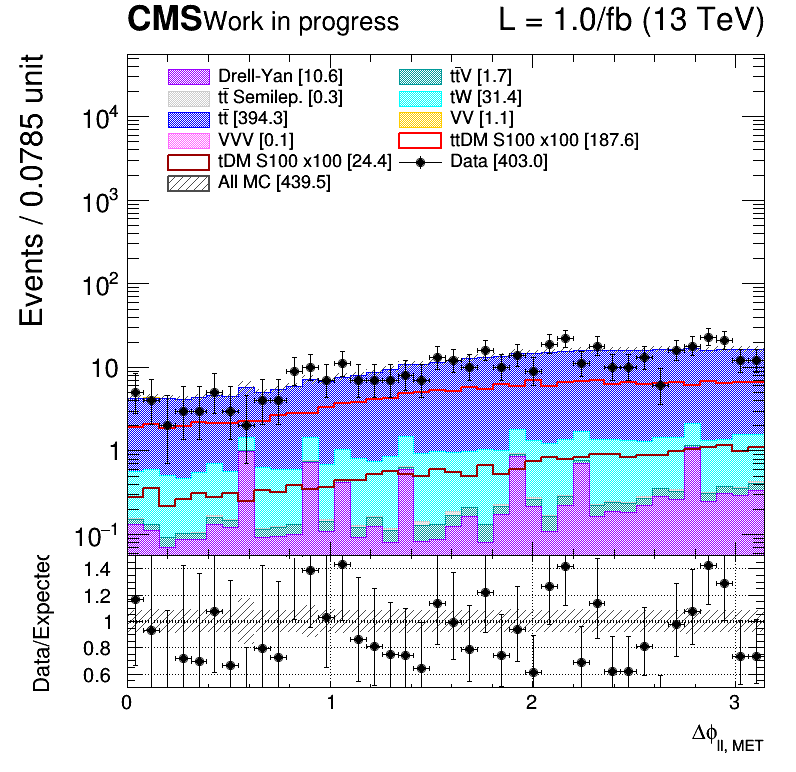 CMS Work in progress L = 1.0/fb (13 TeV)
Events / 0.0785 unit
Drell-Yan [10.6] tt̄V [1.7]
tt̄ Semilep. [0.3] tW [31.4]
tt̄ [394.3] VV [1.1]
VVV [0.1] ttDM S100 x100 [187.6]
tDM S100 x100 [24.4] Data [403.0]
All MC [439.5]
10⁴
10³
10²
10
1
10⁻¹
Data/Expected
1.4
1.2
1
0.8
0.6
0 1 2 3
Δϕ_ll, MET